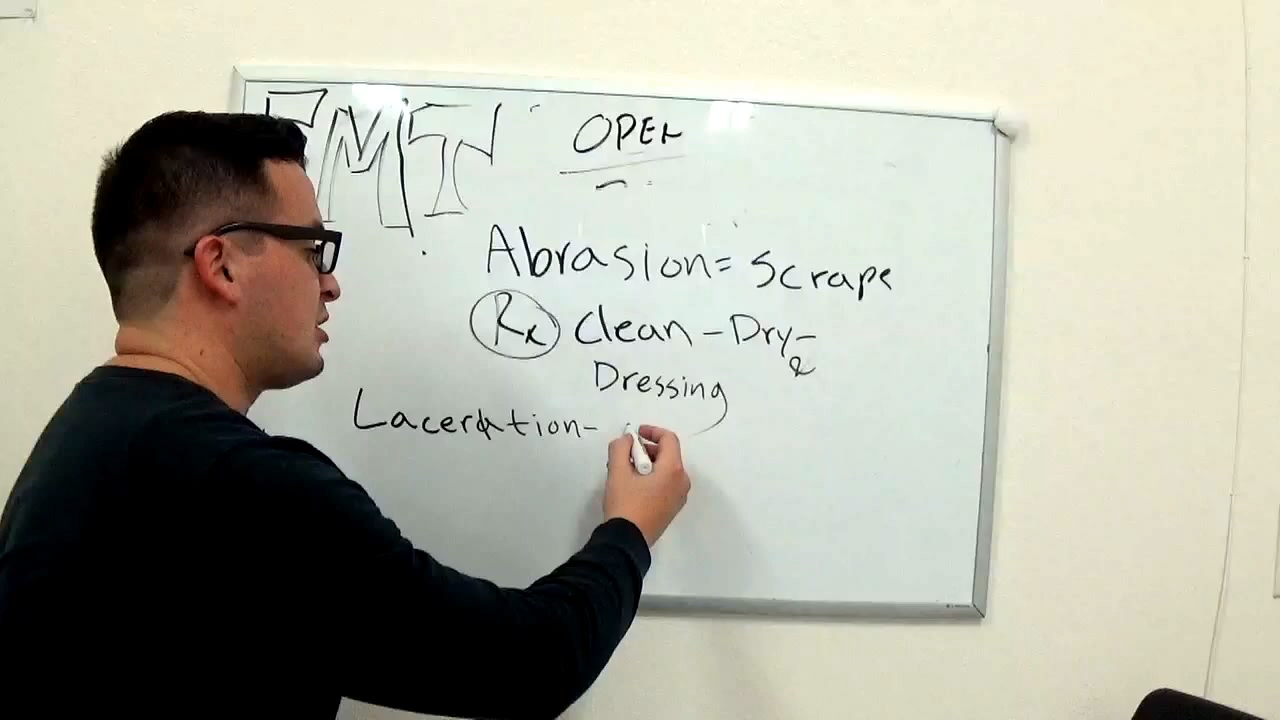 EMT
OPEN
Abrasion = Scrape
Rx Clean - Dry - &
Dressing
Laceration -